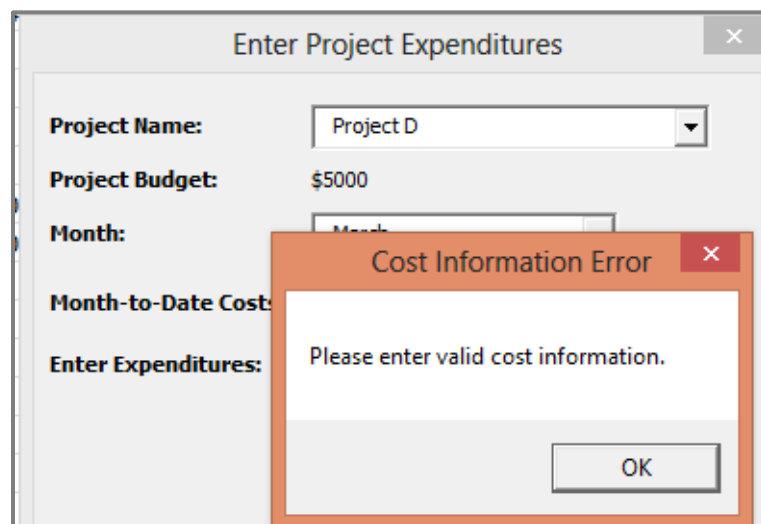 Enter Project Expenditures
Project Name: Project D
Project Budget: $5000
Month: March
Cost Information Error
Month-to-Date Costs
Please enter valid cost information.
Enter Expenditures:
OK